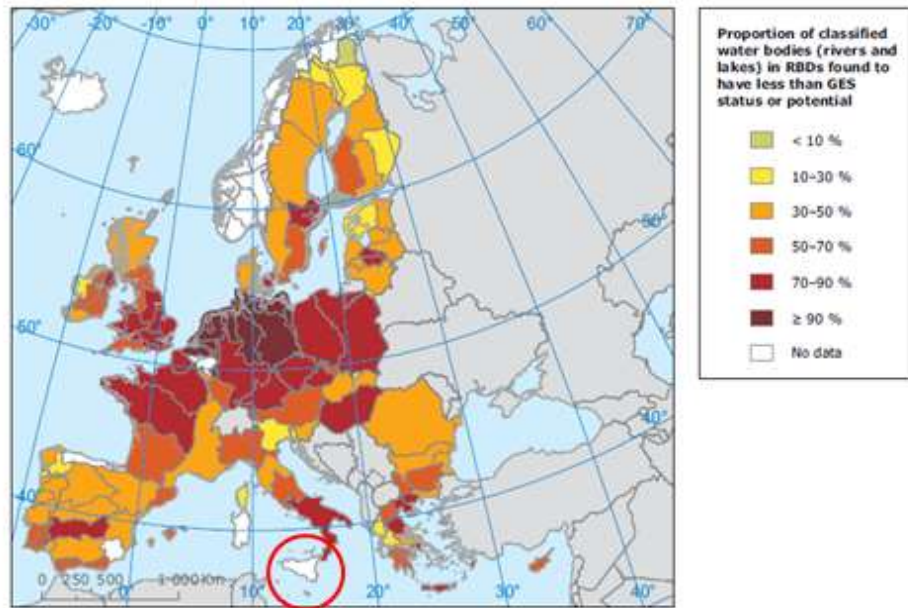 -30° -20° -10° 0° 10° 20° 30° 40° 50° 60° 70°
60°
50°
50°
40°
40°
0 250 500 1 000 Km
0° 10° 20° 30° 40°
Proportion of classified
water bodies (rivers and
lakes) in RBDs found to
have less than GES
status or potential
< 10 %
10–30 %
30–50 %
50–70 %
70–90 %
≥ 90 %
No data